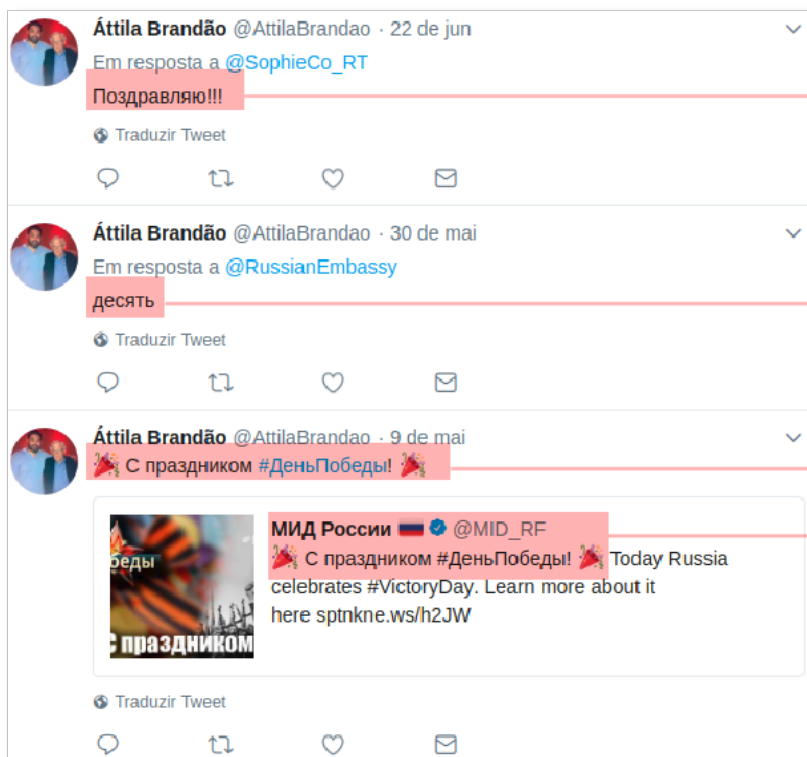 Áttila Brandão @AttilaBrandao · 22 de jun
Em resposta a @SophieCo_RT
Поздравляю!!!
Traduzir Tweet
Áttila Brandão @AttilaBrandao · 30 de mai
Em resposta a @RussianEmbassy
десять
Traduzir Tweet
Áttila Brandão @AttilaBrandao · 9 de mai
🎉 С праздником #ДеньПобеды! 🎉
МИД России 🇷🇺 @MID_RF
🎉 С праздником #ДеньПобеды! 🎉 Today Russia
celebrates #VictoryDay. Learn more about it
here sptnkne.ws/h2JW
беды
С праздником
Traduzir Tweet